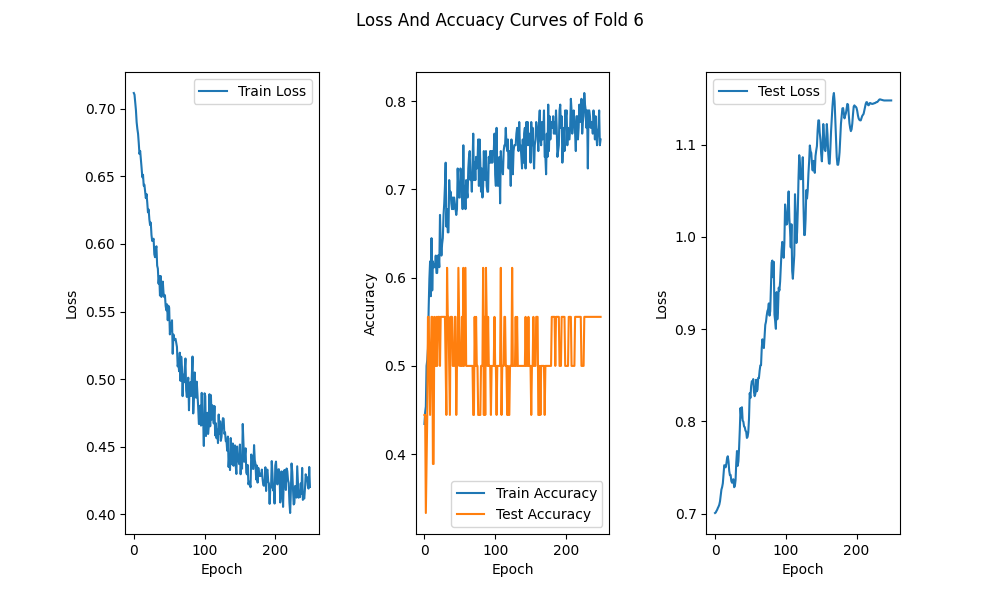 Loss And Accuacy Curves of Fold 6
Train Loss
0.70
0.65
0.60
0.55
0.50
0.45
0.40
Loss
0
100
200
Epoch
0.8
0.7
0.6
0.5
0.4
Accuracy
Train Accuracy
Test Accuracy
0
100
200
Epoch
Test Loss
1.1
1.0
0.9
0.8
0.7
Loss
0
100
200
Epoch